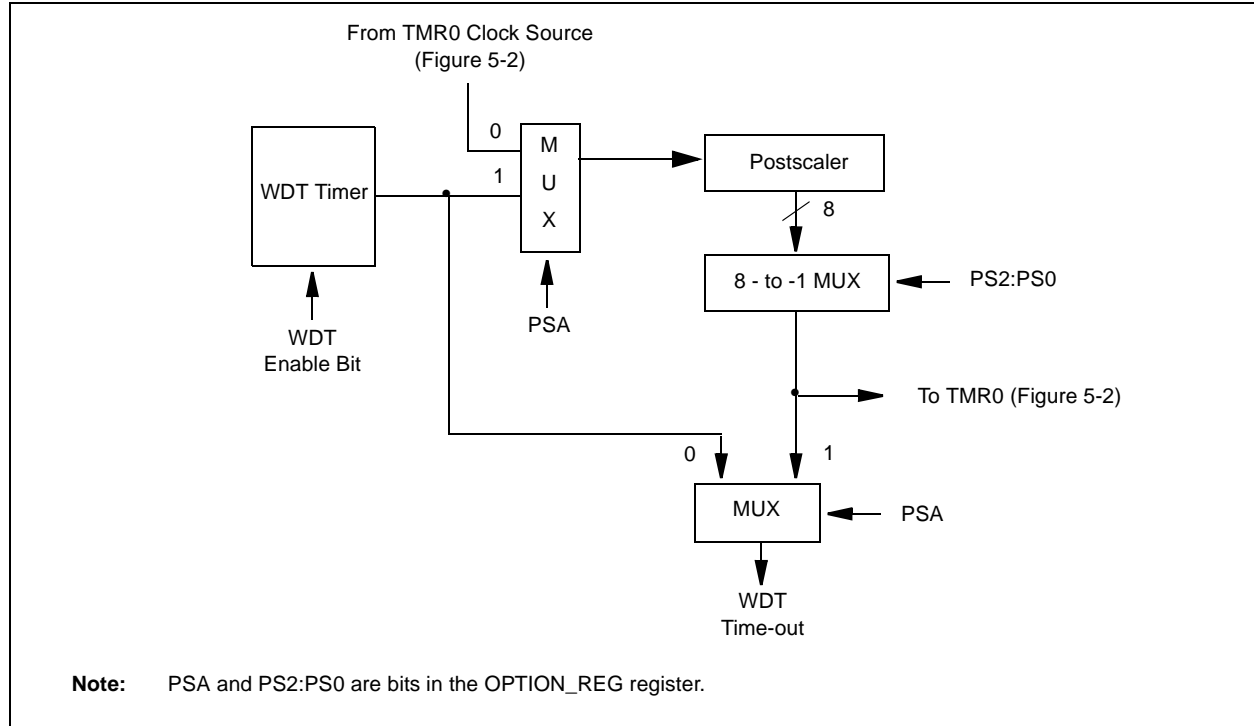 From TMR0 Clock Source
(Figure 5-2)
0
1
M
U
X
WDT Timer
Postscaler
8
8 - to -1 MUX
PS2:PS0
PSA
WDT
Enable Bit
To TMR0 (Figure 5-2)
0
1
MUX
PSA
WDT
Time-out
Note: PSA and PS2:PS0 are bits in the OPTION_REG register.